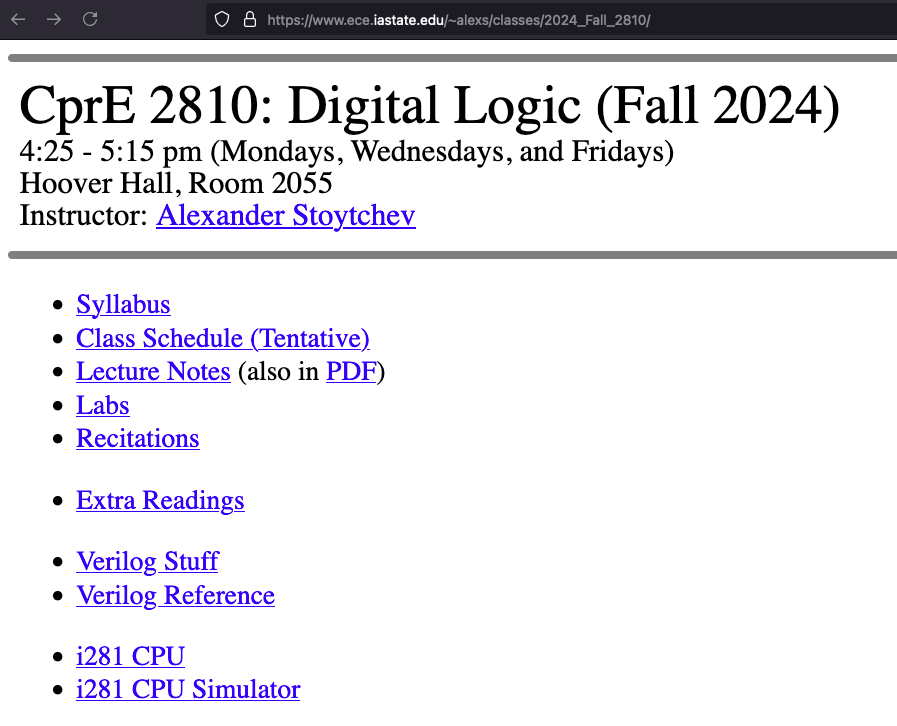 https://www.ece.iastate.edu/~alexs/classes/2024_Fall_2810/
CprE 2810: Digital Logic (Fall 2024)
4:25 - 5:15 pm (Mondays, Wednesdays, and Fridays)
Hoover Hall, Room 2055
Instructor: Alexander Stoytchev
Syllabus
Class Schedule (Tentative)
Lecture Notes (also in PDF)
Labs
Recitations
Extra Readings
Verilog Stuff
Verilog Reference
i281 CPU
i281 CPU Simulator